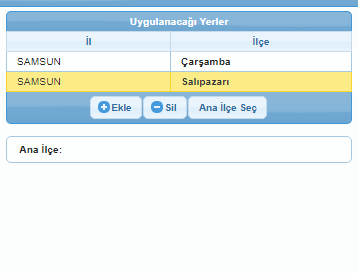 Uygulanacağı Yerler
İl İlçe
SAMSUN Çarşamba
SAMSUN Salıpazarı
Ekle Sil Ana İlçe Seç
Ana İlçe: